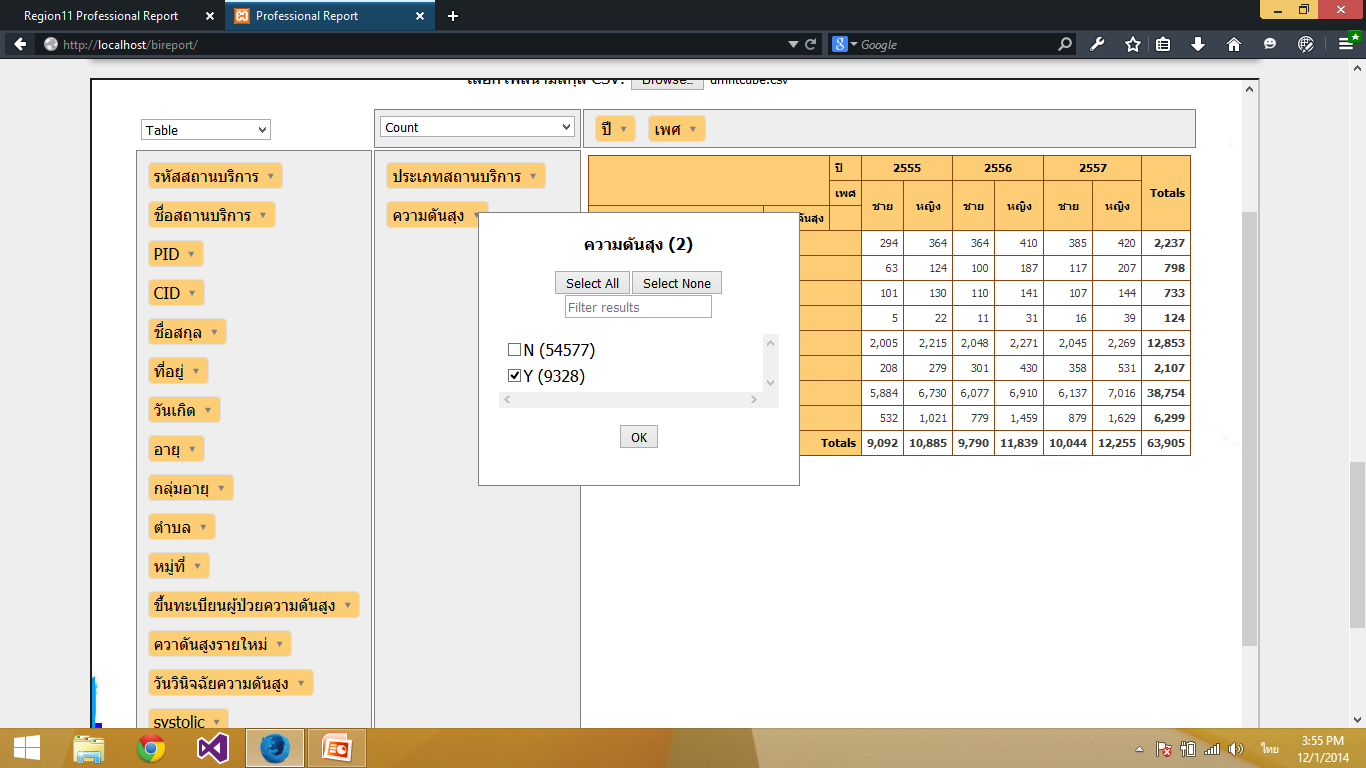 Region11 Professional Report
Professional Report
http://localhost/bireport/
Google
Browse...
dmhtcube.csv
Table
Count
ปี
เพศ
รหัสสถานบริการ
ชื่อสถานบริการ
PID
CID
ชื่อสกุล
ที่อยู่
วันเกิด
อายุ
กลุ่มอายุ
ตำบล
หมู่ที่
ขึ้นทะเบียนผู้ป่วยความดันสูง
ควาดันสูงรายใหม่
วันวินิจฉัยความดันสูง
systolic
ประเภทสถานบริการ
ความดันสูง
ความดันสูง (2)
Select All Select None
Filter results
N (54577)
Y (9328)
OK
ปี 2555 2556 2557 Totals
เพศ ชาย หญิง ชาย หญิง ชาย หญิง
294 364 364 410 385 420 2,237
63 124 100 187 117 207 798
101 130 110 141 107 144 733
5 22 11 31 16 39 124
2,005 2,215 2,048 2,271 2,045 2,269 12,853
208 279 301 430 358 531 2,107
5,884 6,730 6,077 6,910 6,137 7,016 38,754
532 1,021 779 1,459 879 1,629 6,299
Totals 9,092 10,885 9,790 11,839 10,044 12,255 63,905
ไทย
3:55 PM
12/1/2014